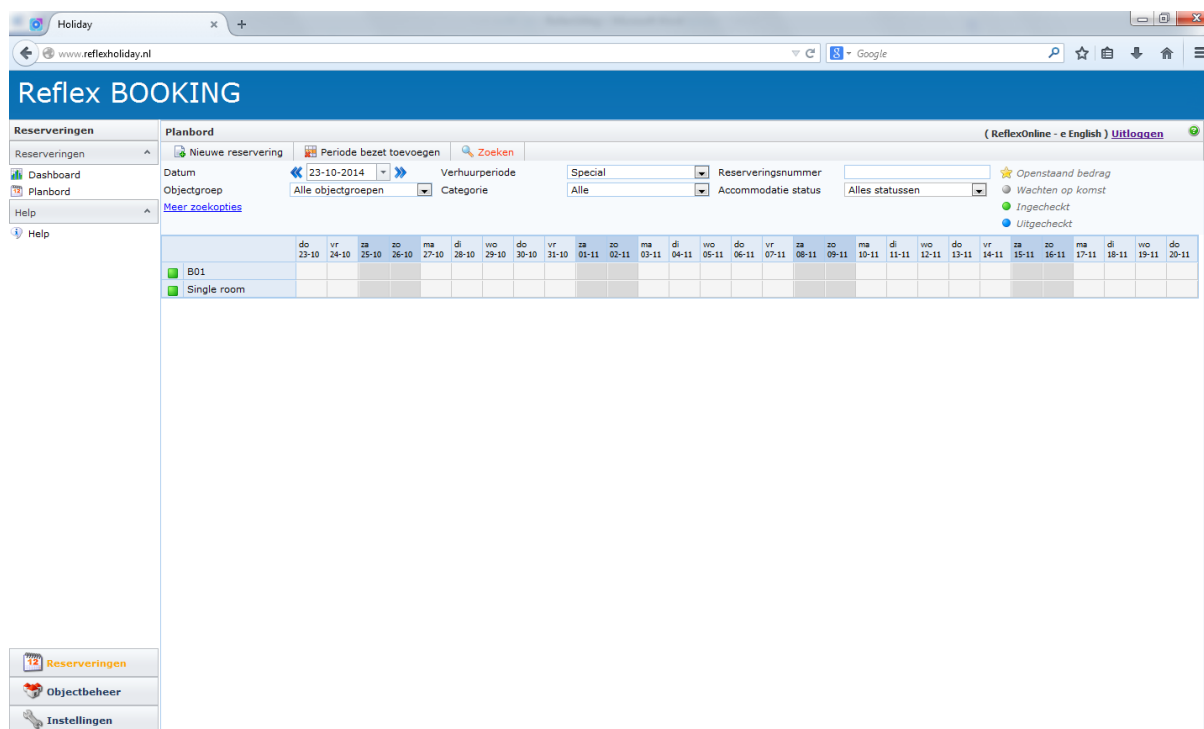 Holiday
www.reflexholiday.nl
Google
Reflex BOOKING
Reserveringen
Planbord
( ReflexOnline - e English ) Uitloggen
Reserveringen
Nieuwe reservering Periode bezet toevoegen Zoeken
Dashboard
Planbord
Help
Help
Datum 23-10-2014 Verhuurperiode Special Reserveringsnummer
Objectgroep Alle objectgroepen Categorie Alle Accommodatie status Alles statussen
Meer zoekopties
Openstaand bedrag
Wachten op komst
Ingecheckt
Uitgecheckt
do vr za zo ma di wo do vr za zo ma di wo do vr za zo ma di wo do vr za zo ma di wo do
23-10 24-10 25-10 26-10 27-10 28-10 29-10 30-10 31-10 01-11 02-11 03-11 04-11 05-11 06-11 07-11 08-11 09-11 10-11 11-11 12-11 13-11 14-11 15-11 16-11 17-11 18-11 19-11 20-11
B01
Single room
12 Reserveringen
Objectbeheer
Instellingen